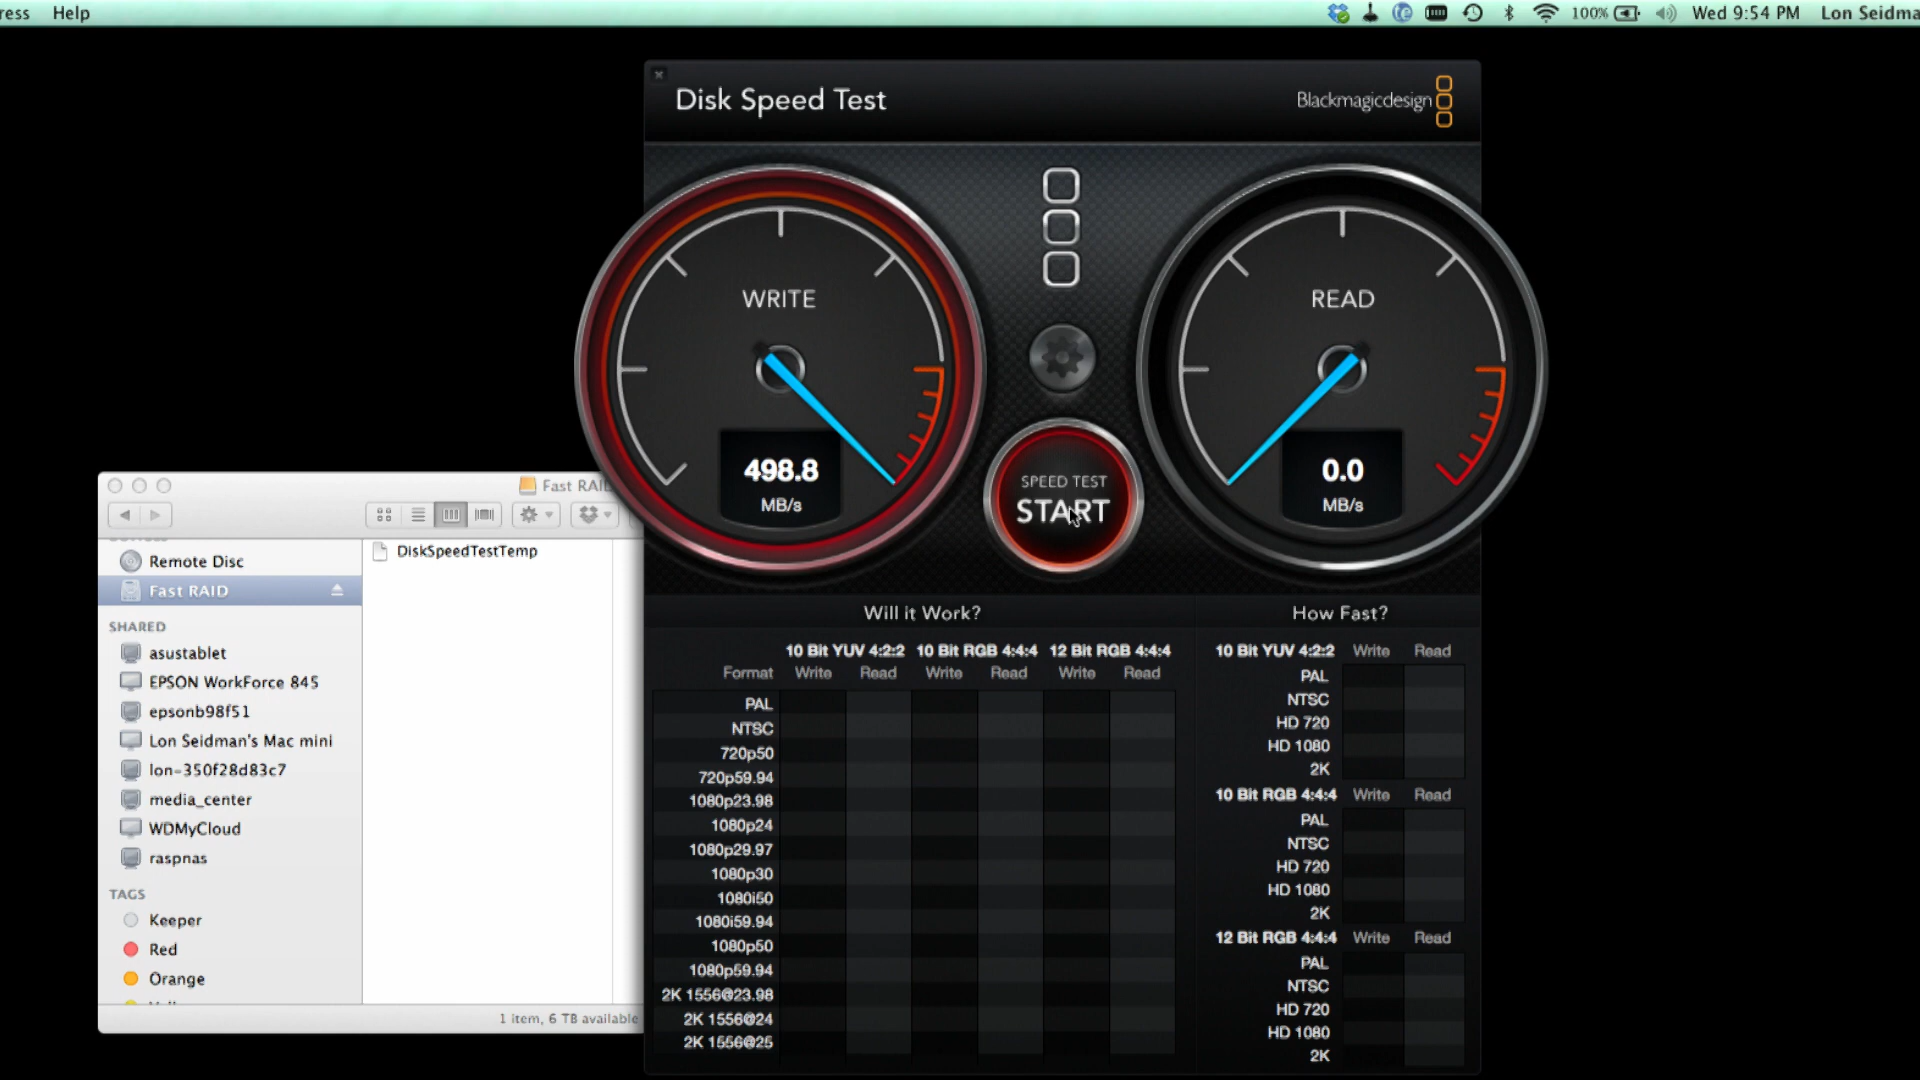 ress Help
100% Wed 9:54 PM Lon Seidma
Disk Speed Test
Blackmagicdesign
WRITE
498.8
MB/s
READ
0.0
MB/s
SPEED TEST
START
Fast RAI
Remote Disc
Fast RAID
SHARED
asustablet
EPSON WorkForce 845
epsonb98f51
Lon Seidman's Mac mini
lon-350f28d83c7
media_center
WDMyCloud
raspnas
TAGS
Keeper
Red
Orange
DiskSpeedTestTemp
1 item, 6 TB available
Will it Work?
10 Bit YUV 4:2:2 10 Bit RGB 4:4:4 12 Bit RGB 4:4:4
Format Write Read Write Read Write Read
PAL
NTSC
720p50
720p59.94
1080p23.98
1080p24
1080p29.97
1080p30
1080i50
1080i59.94
1080p50
1080p59.94
2K 1556@23.98
2K 1556@24
2K 1556@25
How Fast?
10 Bit YUV 4:2:2 Write Read
PAL
NTSC
HD 720
HD 1080
2K
10 Bit RGB 4:4:4 Write Read
PAL
NTSC
HD 720
HD 1080
2K
12 Bit RGB 4:4:4 Write Read
PAL
NTSC
HD 720
HD 1080
2K